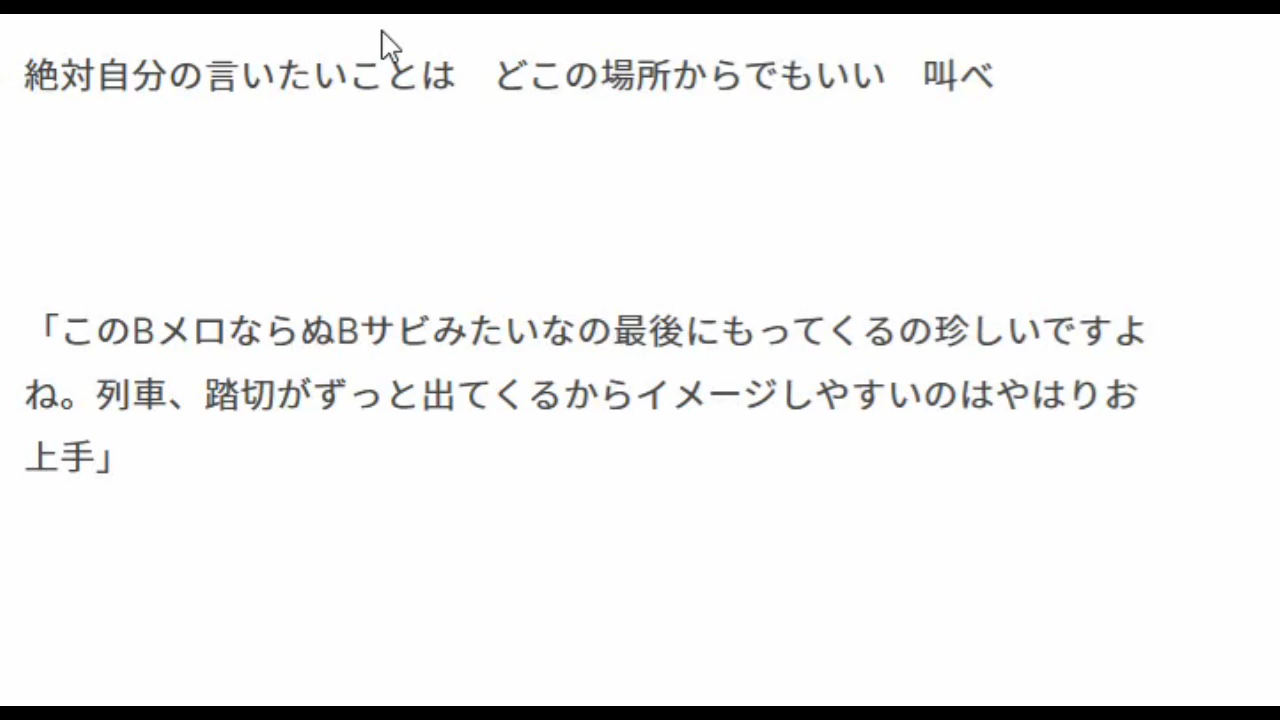 絶対自分の言いたいことは　どこの場所からでもいい　叫べ
「このBメロならぬBサビみたいなの最後にもってくるの珍しいですよ
ね。列車、踏切がずっと出てくるからイメージしやすいのはやはりお
上手」